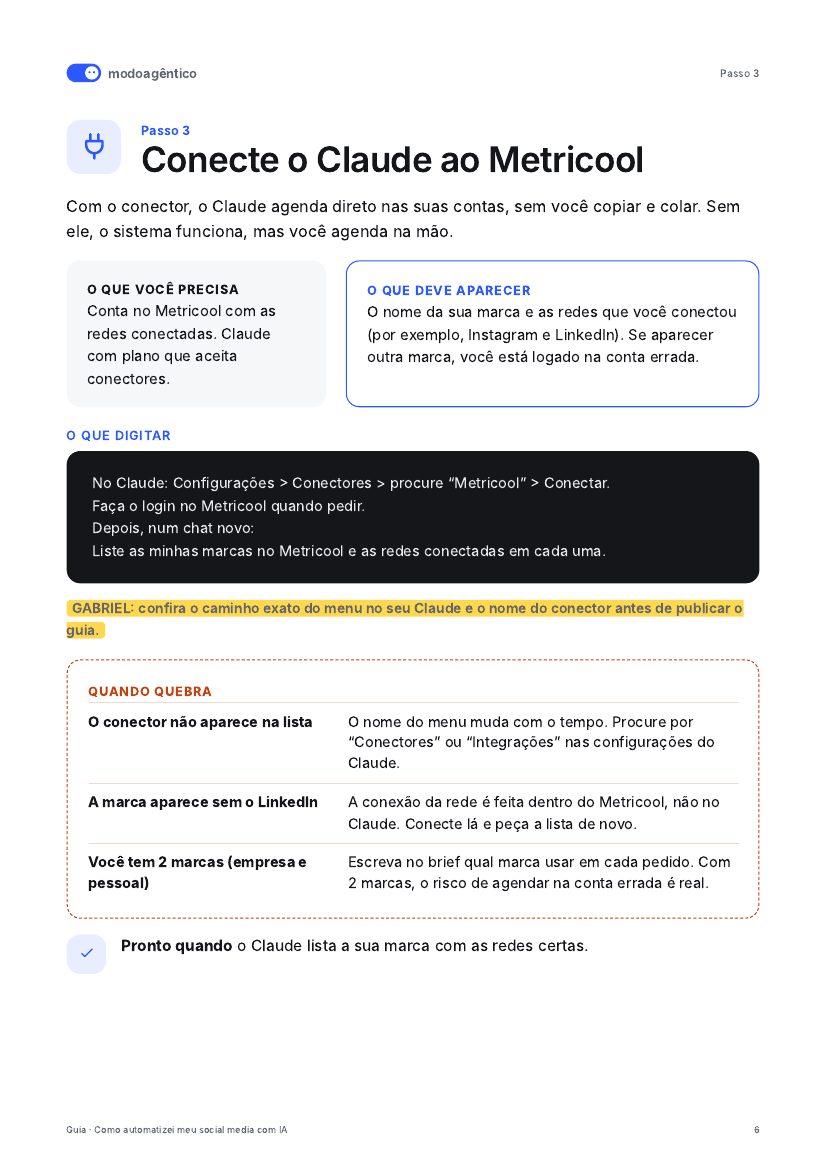 modoagêntico
Passo 3
Passo 3
Conecte o Claude ao Metricool
Com o conector, o Claude agenda direto nas suas contas, sem você copiar e colar. Sem
ele, o sistema funciona, mas você agenda na mão.
O QUE VOCÊ PRECISA
Conta no Metricool com as
redes conectadas. Claude
com plano que aceita
conectores.
O QUE DEVE APARECER
O nome da sua marca e as redes que você conectou
(por exemplo, Instagram e LinkedIn). Se aparecer
outra marca, você está logado na conta errada.
O QUE DIGITAR
No Claude: Configurações > Conectores > procure “Metricool” > Conectar.
Faça o login no Metricool quando pedir.
Depois, num chat novo:
Liste as minhas marcas no Metricool e as redes conectadas em cada uma.
GABRIEL: confira o caminho exato do menu no seu Claude e o nome do conector antes de publicar o
guia.
QUANDO QUEBRA
O conector não aparece na lista
O nome do menu muda com o tempo. Procure por
“Conectores” ou “Integrações” nas configurações do
Claude.
A marca aparece sem o LinkedIn
A conexão da rede é feita dentro do Metricool, não no
Claude. Conecte lá e peça a lista de novo.
Você tem 2 marcas (empresa e
pessoal)
Escreva no brief qual marca usar em cada pedido. Com
2 marcas, o risco de agendar na conta errada é real.
Pronto quando o Claude lista a sua marca com as redes certas.
Guia · Como automatizei meu social media com IA
6